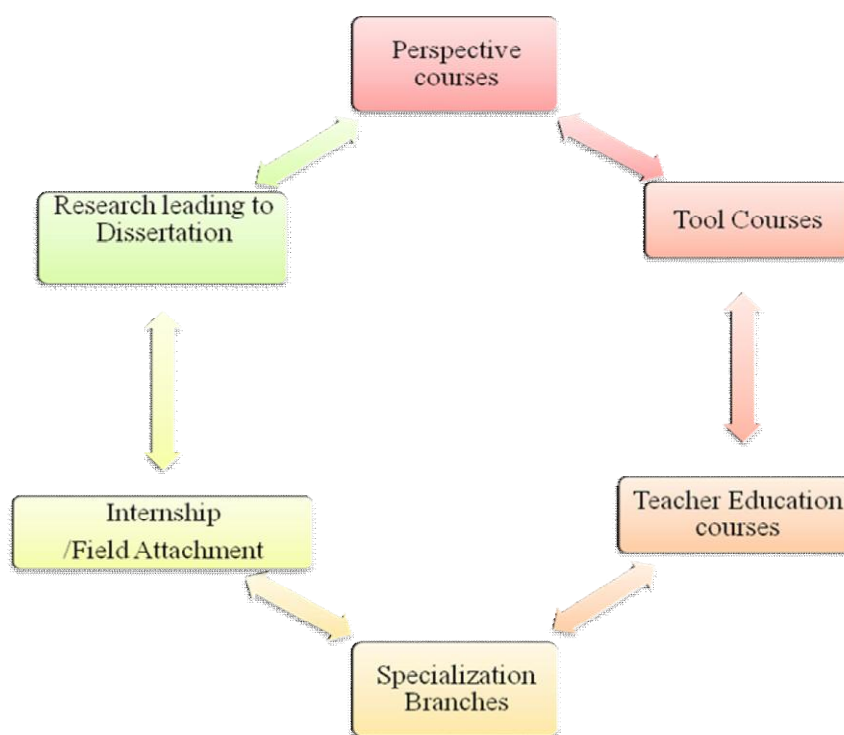 Perspective
courses
Research leading to
Dissertation
Tool Courses
Internship
/Field Attachment
Teacher Education
courses
Specialization
Branches